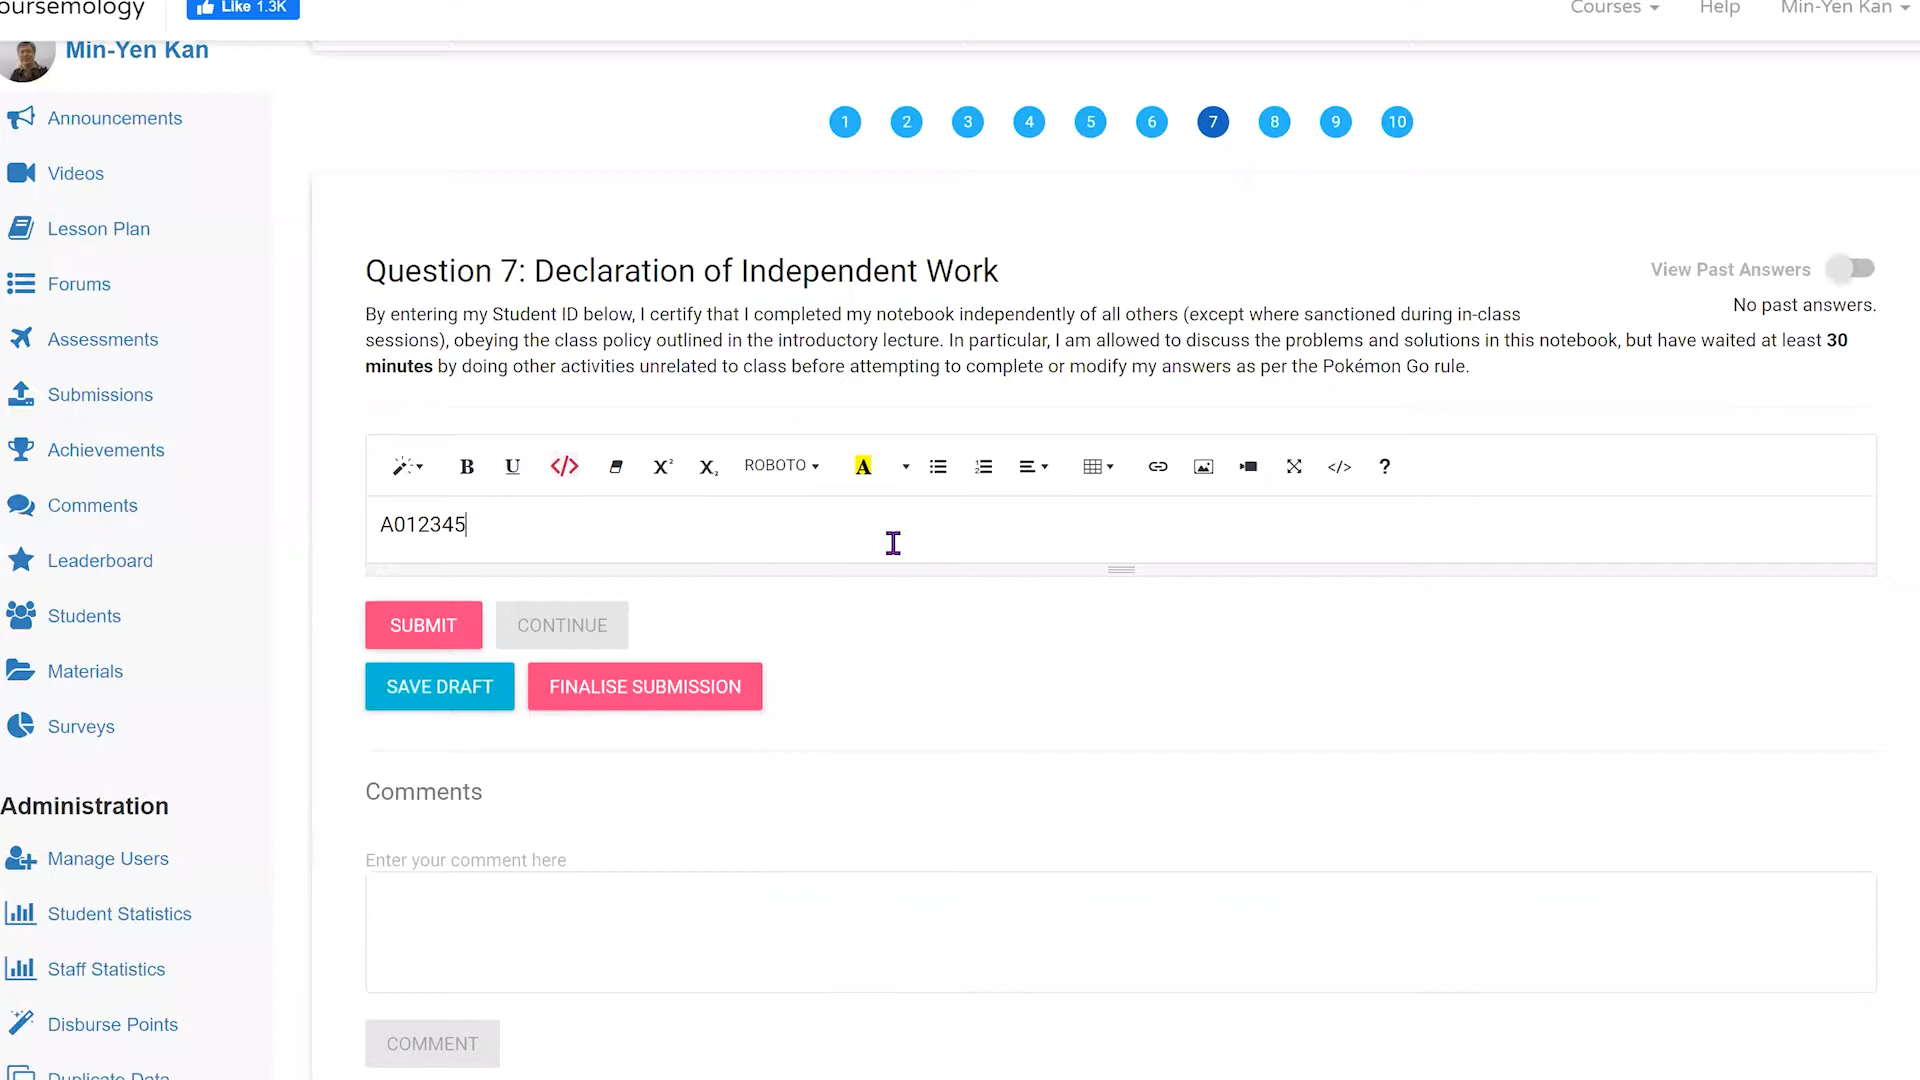 oursemology
Like 1.3K
Courses
Help
Min-Yen Kan
Min-Yen Kan
Announcements
Videos
Lesson Plan
Forums
Assessments
Submissions
Achievements
Comments
Leaderboard
Students
Materials
Surveys
Administration
Manage Users
Student Statistics
Staff Statistics
Disburse Points
Duplicate Data
1 2 3 4 5 6 7 8 9 10
Question 7: Declaration of Independent Work
View Past Answers
No past answers.
By entering my Student ID below, I certify that I completed my notebook independently of all others (except where sanctioned during in-class
sessions), obeying the class policy outlined in the introductory lecture. In particular, I am allowed to discuss the problems and solutions in this notebook, but have waited at least 30
minutes by doing other activities unrelated to class before attempting to complete or modify my answers as per the Pokémon Go rule.
B U </> X² X₂ ROBOTO A </> ?
A012345
SUBMIT
CONTINUE
SAVE DRAFT
FINALISE SUBMISSION
Comments
Enter your comment here
COMMENT